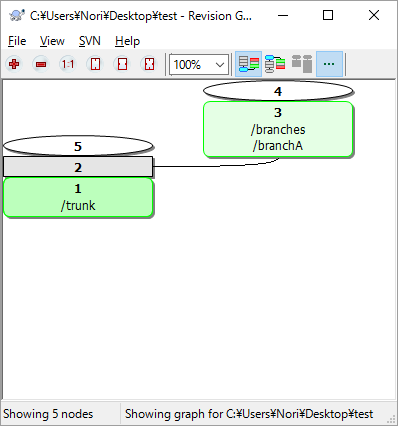 C:¥Users¥Nori¥Desktop¥test - Revision G...
File View SVN Help
1:1 100%
4
3
/branches
/branchA
5
2
1
/trunk
Showing 5 nodes Showing graph for C:¥Users¥Nori¥Desktop¥test